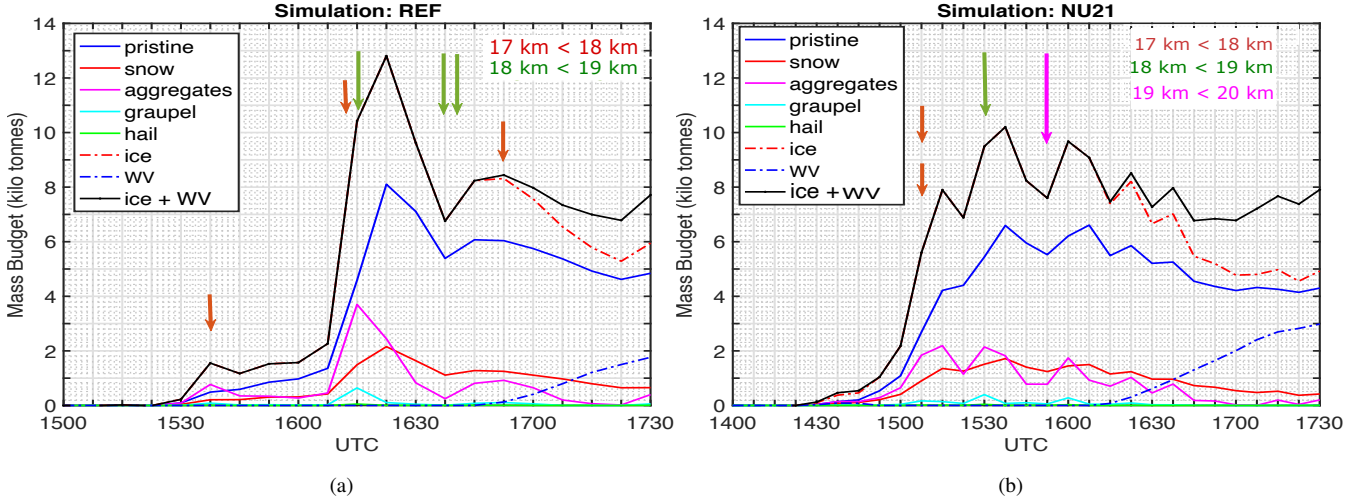 Simulation: REF
14
12
10
8
6
4
2
0
Mass Budget (kilo tonnes)
pristine
snow
aggregates
graupel
hail
ice
WV
ice + WV
17 km < 18 km
18 km < 19 km
1500
1530
1600
1630
1700
1730
UTC
(a)
Simulation: NU21
14
12
10
8
6
4
2
0
Mass Budget (kilo tonnes)
pristine
snow
aggregates
graupel
hail
ice
WV
ice + WV
17 km < 18 km
18 km < 19 km
19 km < 20 km
1400
1430
1500
1530
1600
1630
1700
1730
UTC
(b)